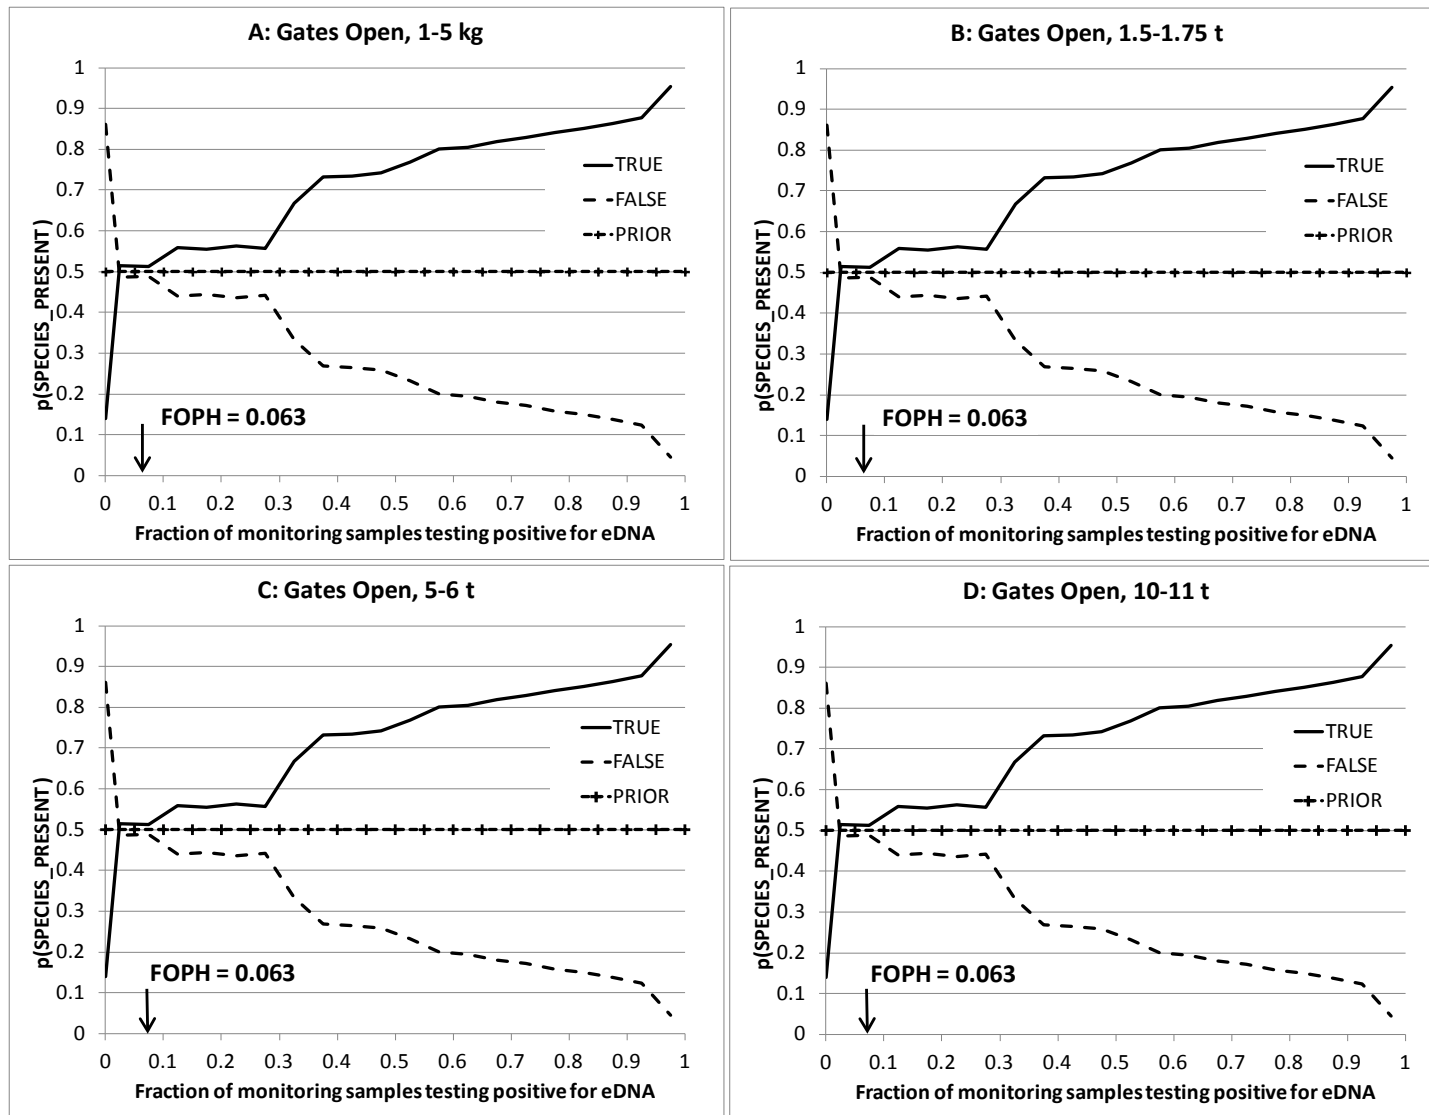 A: Gates Open, 1-5 kg
1
0.9
0.8
0.7
0.6
0.5
0.4
0.3
0.2
0.1
0
p(SPECIES_PRESENT)
TRUE
FALSE
PRIOR
FOPH = 0.063
0 0.1 0.2 0.3 0.4 0.5 0.6 0.7 0.8 0.9 1
Fraction of monitoring samples testing positive for eDNA
B: Gates Open, 1.5-1.75 t
1
0.9
0.8
0.7
0.6
0.5
0.4
0.3
0.2
0.1
0
p(SPECIES_PRESENT)
TRUE
FALSE
PRIOR
FOPH = 0.063
0 0.1 0.2 0.3 0.4 0.5 0.6 0.7 0.8 0.9 1
Fraction of monitoring samples testing positive for eDNA
C: Gates Open, 5-6 t
1
0.9
0.8
0.7
0.6
0.5
0.4
0.3
0.2
0.1
0
p(SPECIES_PRESENT)
TRUE
FALSE
PRIOR
FOPH = 0.063
0 0.1 0.2 0.3 0.4 0.5 0.6 0.7 0.8 0.9 1
Fraction of monitoring samples testing positive for eDNA
D: Gates Open, 10-11 t
1
0.9
0.8
0.7
0.6
0.5
0.4
0.3
0.2
0.1
0
p(SPECIES_PRESENT)
TRUE
FALSE
PRIOR
FOPH = 0.063
0 0.1 0.2 0.3 0.4 0.5 0.6 0.7 0.8 0.9 1
Fraction of monitoring samples testing positive for eDNA